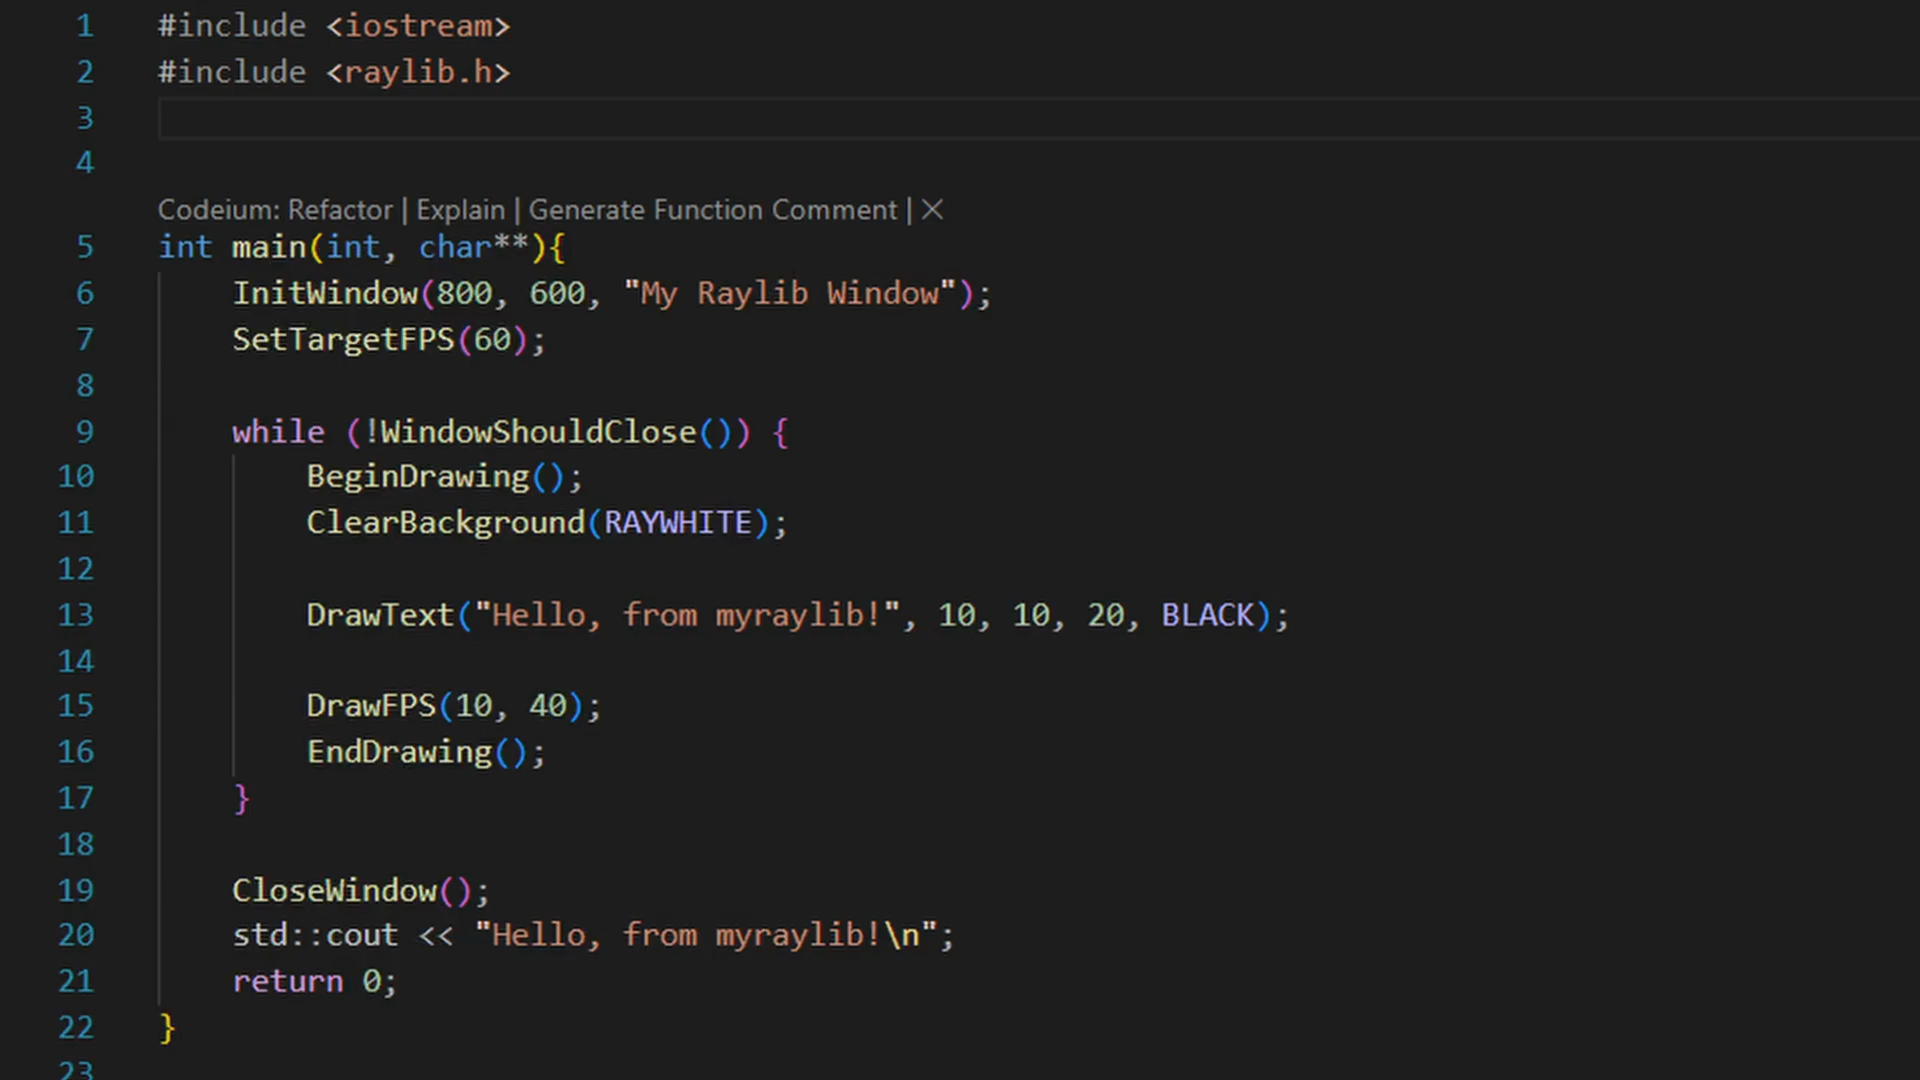 1 #include <iostream>
2 #include <raylib.h>
3
4
Codeium: Refactor | Explain | Generate Function Comment | ✕
5 int main(int, char**){
6     InitWindow(800, 600, "My Raylib Window");
7     SetTargetFPS(60);
8
9     while (!WindowShouldClose()) {
10         BeginDrawing();
11         ClearBackground(RAYWHITE);
12
13         DrawText("Hello, from myraylib!", 10, 10, 20, BLACK);
14
15         DrawFPS(10, 40);
16         EndDrawing();
17     }
18
19     CloseWindow();
20     std::cout << "Hello, from myraylib!\n";
21     return 0;
22 }
23